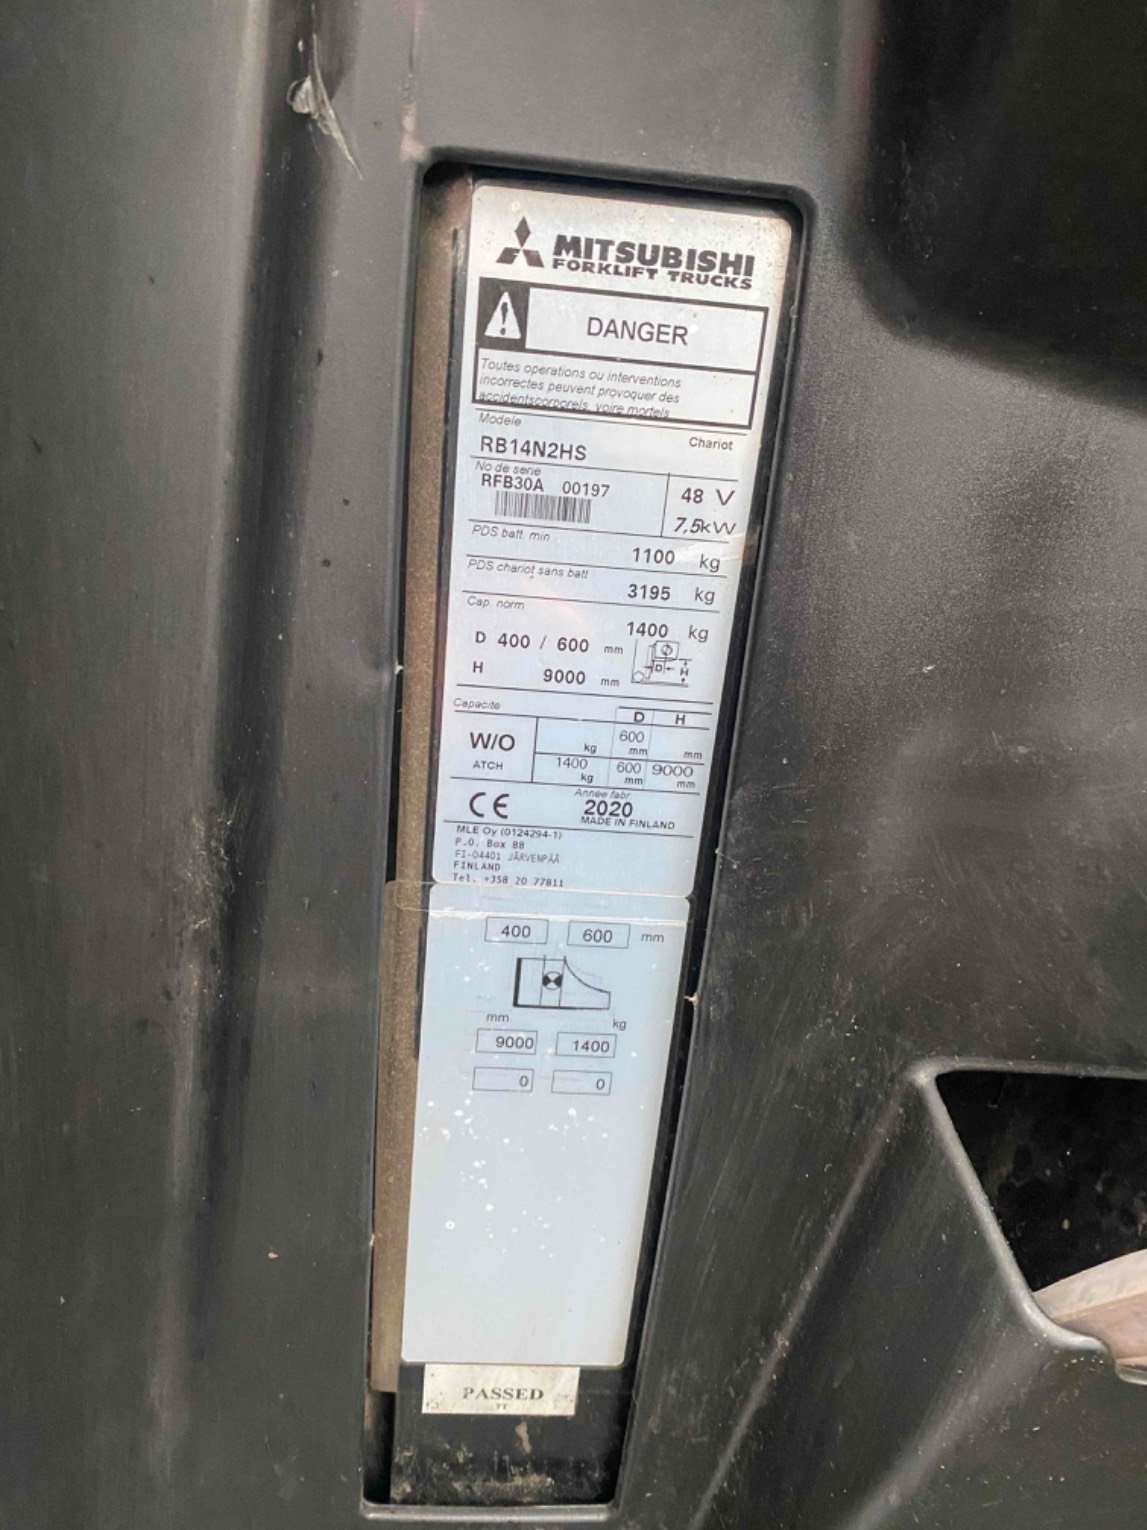 MITSUBISHI
FORKLIFT TRUCKS
DANGER
Toutes operations ou interventions
incorrectes peuvent provoquer des
accidentscorporels, voire mortels
Modele
Chariot
RB14N2HS
No de serie
RFB30A 00197
48 V
7,5kW
PDS batt. min
1100 kg
PDS chariot sans batt
3195 kg
Cap. norm
1400 kg
D 400 / 600 mm
D
H
H 9000 mm
Capacite
D H
W/O
kg
600
mm
mm
ATCH
1400
kg
600
mm
9000
mm
CE
Annee fabr
2020
MADE IN FINLAND
MLE Oy (0124294-1)
P.O. Box 88
FI-04401 JÄRVENPÄÄ
FINLAND
Tel. +358 20 77811
400 600 mm
mm kg
9000 1400
0 0
PASSED
TT